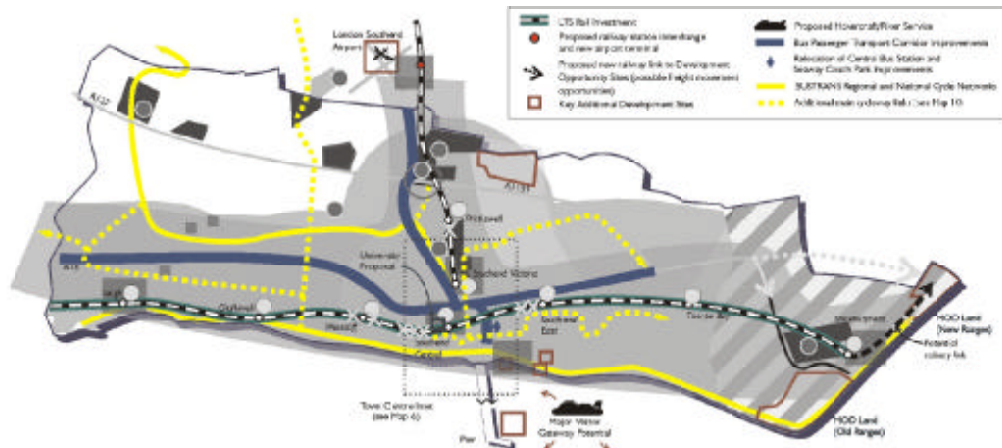 London Southend
Airport
LTS Rail Investment
Proposed railway station interchange
and new airport terminal
Proposed new railway link to Development
Opportunity Sites (possible Freight movement
opportunities)
Key Additional Development Sites
Proposed Hovercraft/River Service
Bus Passenger Transport Corridor Improvements
Relocation of Central Bus Station and
Seaway Coach Park Improvements
SUSTRANS Regional and National Cycle Networks
Additional main cycleway links (see Map 10)
A127
A1159
Prittlewell
University
Proposal
Southend Victoria
A13
Leigh
Chalkwell
Westcliff
Southend
Central
Southend
East
MOD Land
(New Ranges)
Potential
railway link
Town Centre Inset
(see Map 6)
Major Visitor
Gateway Potential
Pier
MOD Land
(Old Ranges)